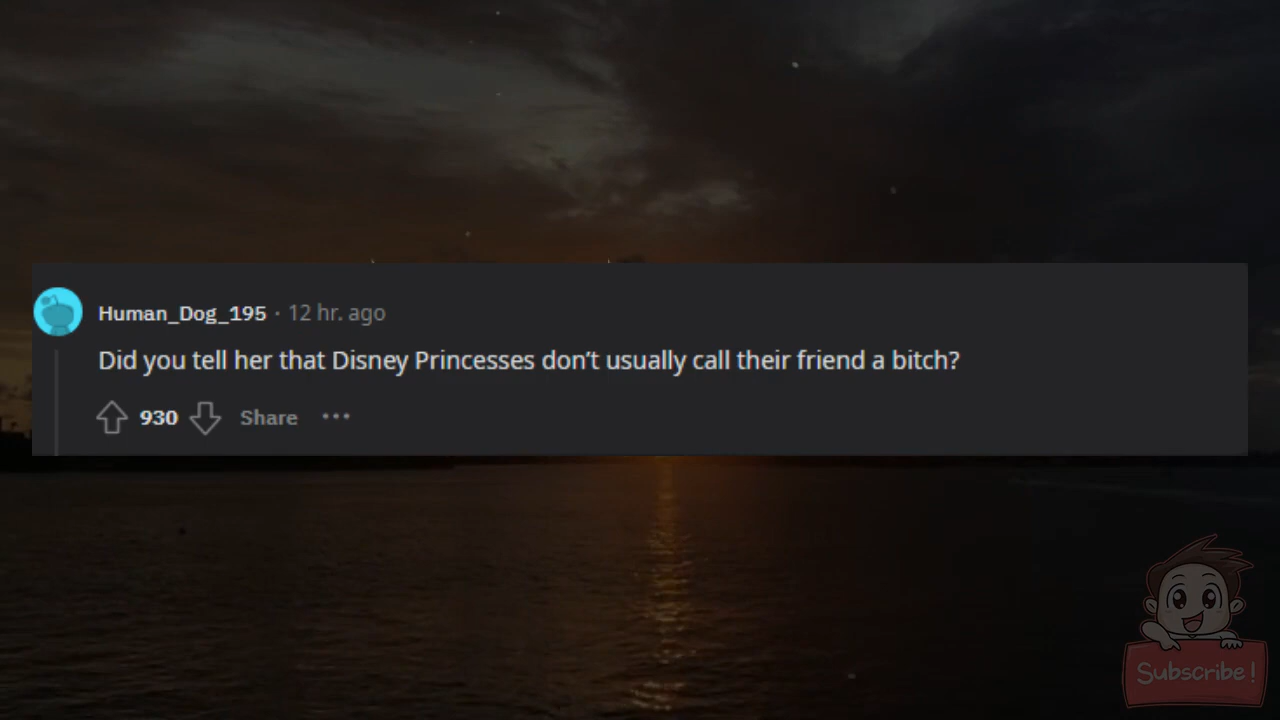 Human_Dog_195 · 12 hr. ago
Did you tell her that Disney Princesses don’t usually call their friend a bitch?
930 Share •••
Subscribe!